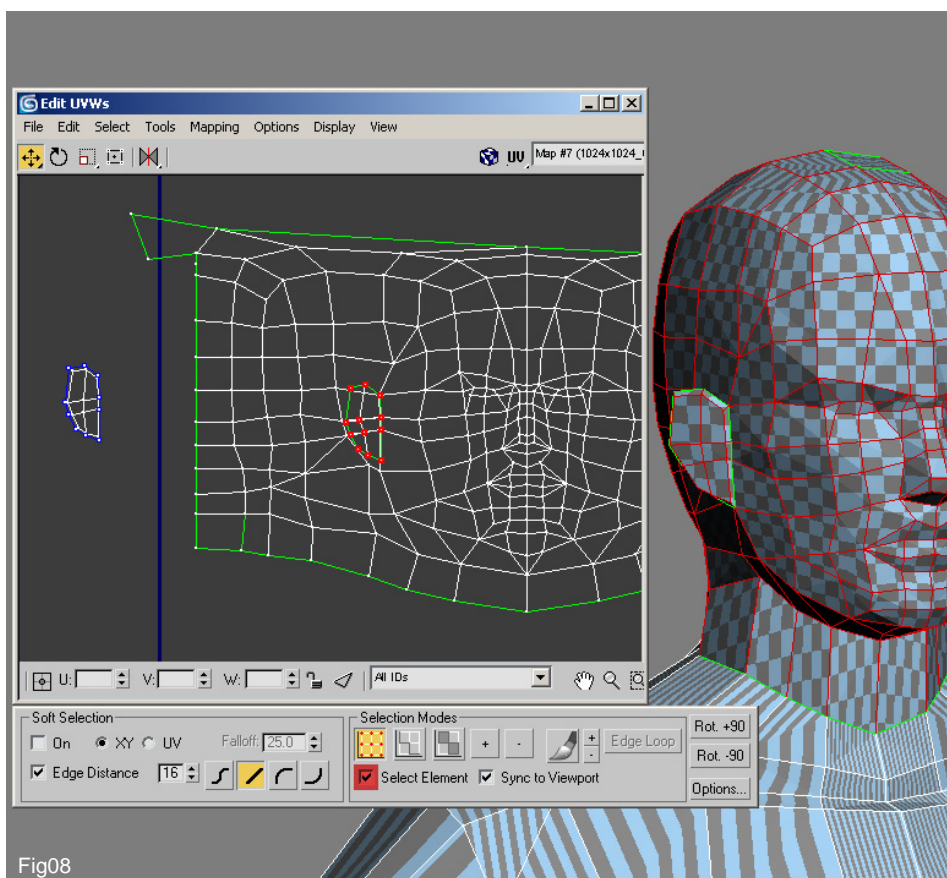 Edit UVWs
File Edit Select Tools Mapping Options Display View
UV Map #7 (1024x1024_
U: V: W: All IDs
Soft Selection
On XY UV Falloff: 25.0
Edge Distance 16
Selection Modes
+ - + - Edge Loop
Select Element Sync to Viewport
Rot. +90
Rot. -90
Options...
Fig08